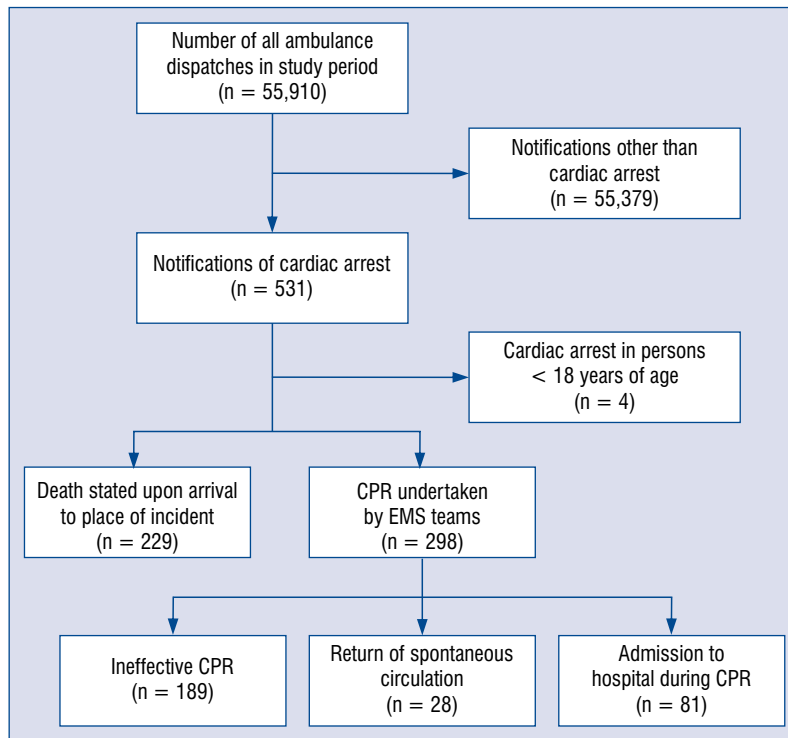 Number of all ambulance
dispatches in study period
(n = 55,910)
Notifications other than
cardiac arrest
(n = 55,379)
Notifications of cardiac arrest
(n = 531)
Cardiac arrest in persons
< 18 years of age
(n = 4)
Death stated upon arrival
to place of incident
(n = 229)
CPR undertaken
by EMS teams
(n = 298)
Ineffective CPR
(n = 189)
Return of spontaneous
circulation
(n = 28)
Admission to
hospital during CPR
(n = 81)